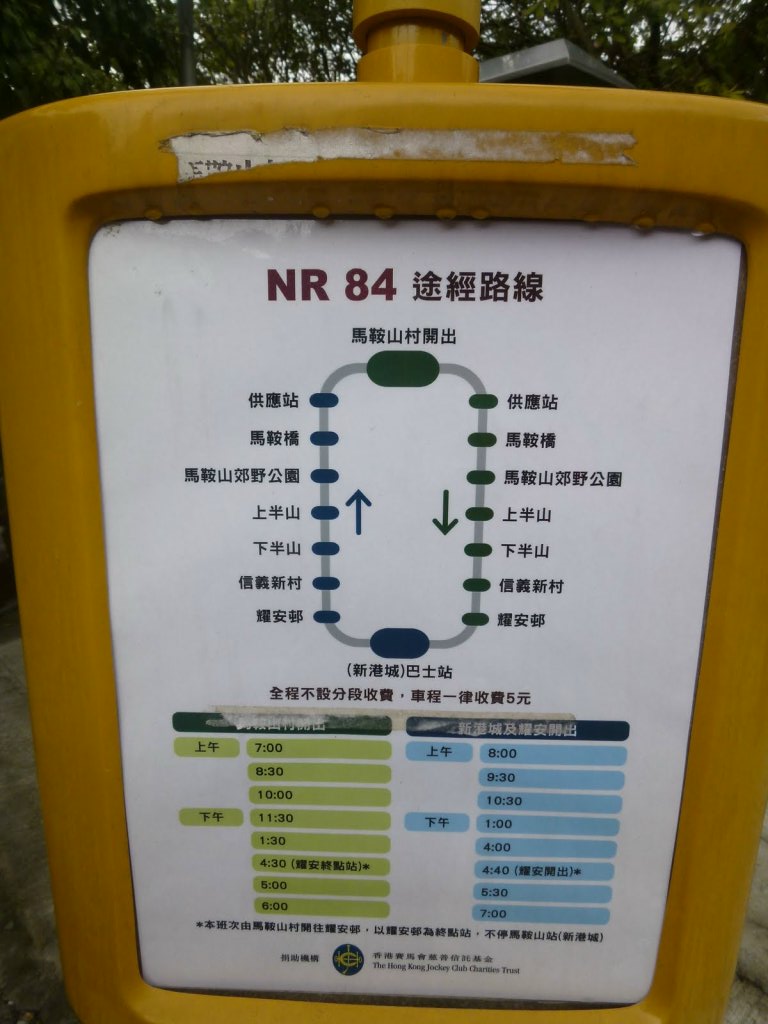 NR 84 途經路線
馬鞍山村開出
供應站 供應站
馬鞍橋 馬鞍橋
馬鞍山郊野公園 馬鞍山郊野公園
上半山 上半山
下半山 下半山
信義新村 信義新村
耀安邨 耀安邨
(新港城)巴士站
全程不設分段收費，車程一律收費5元
馬鞍山村開出 新港城及耀安開出
上午 7:00 上午 8:00
8:30 9:30
10:00 10:30
下午 11:30 下午 1:00
1:30 4:00
4:30 (耀安終點站)* 4:40 (耀安開出)*
5:00 5:30
6:00 7:00
*本班次由馬鞍山村開往耀安邨，以耀安邨為終點站，不停馬鞍山站(新港城)
捐助機構 香港賽馬會慈善信託基金
The Hong Kong Jockey Club Charities Trust